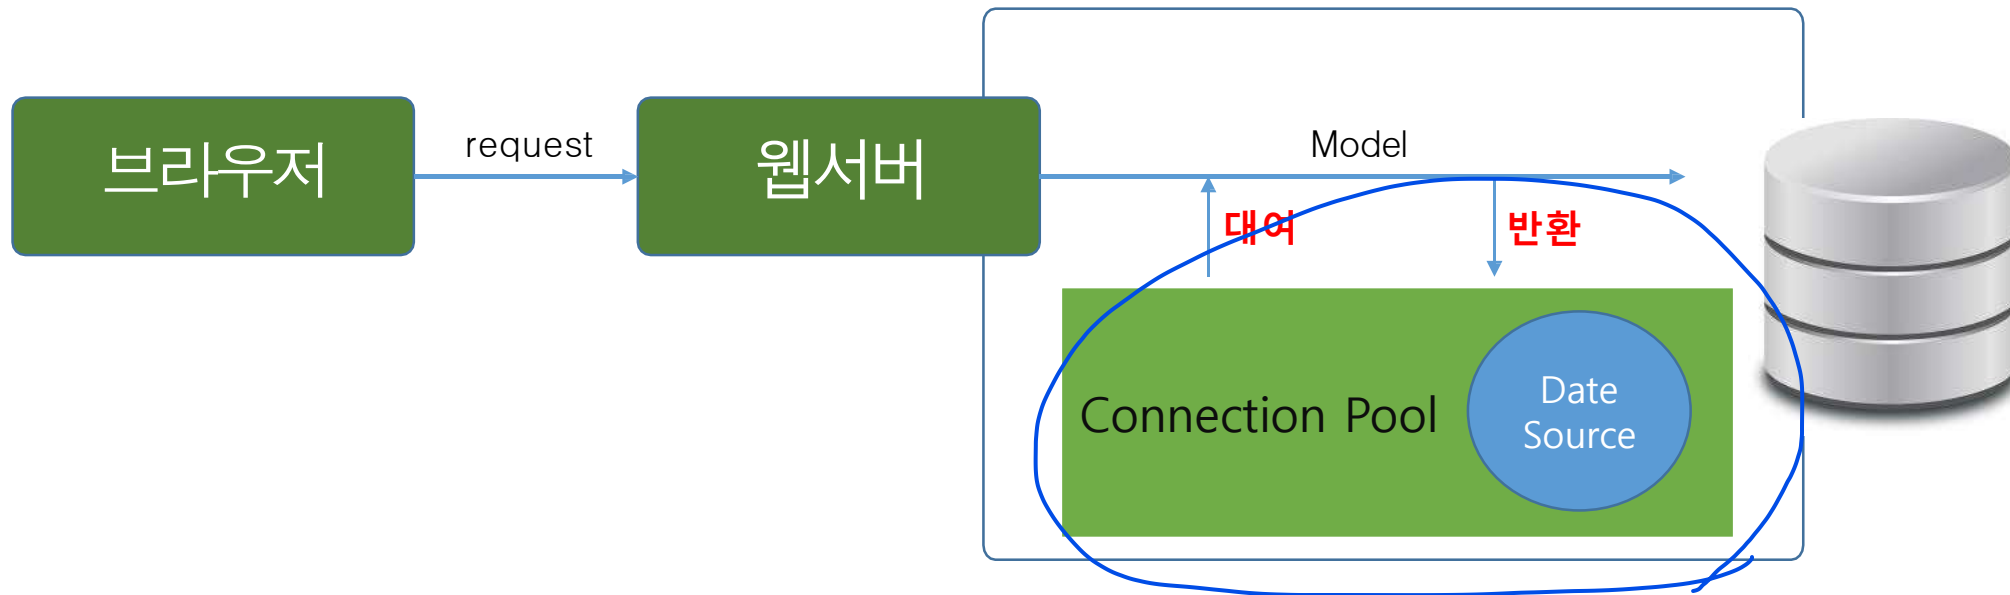 브라우저
request
웹서버
Model
대여
반환
Connection Pool
Date
Source